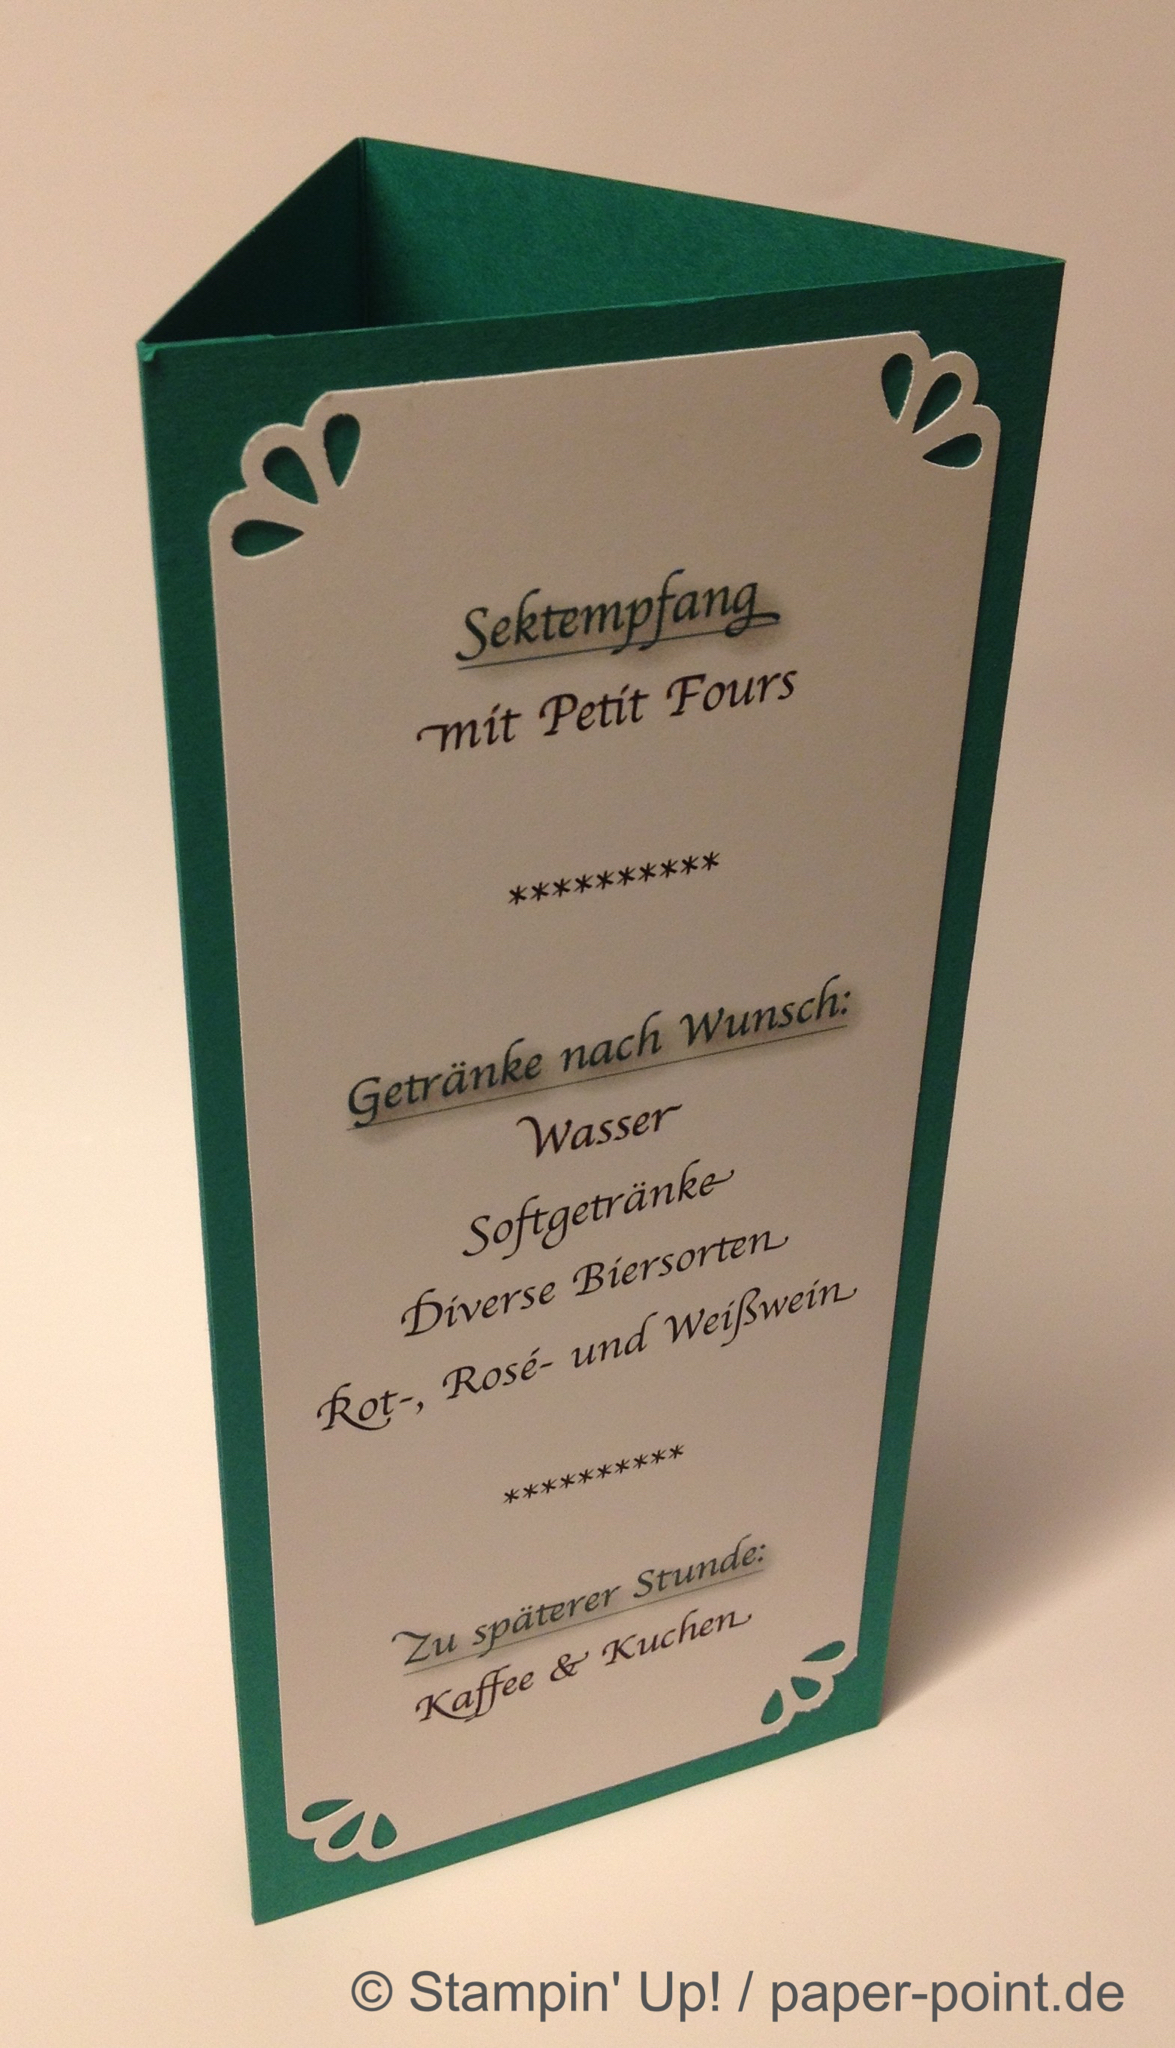 Sektempfang
mit Petit Fours
**********
Getränke nach Wunsch:
Wasser
Softgetränke
Diverse Biersorten
Rot-, Rosé- und Weißwein
**********
Zu späterer Stunde:
Kaffee & Kuchen
© Stampin' Up! / paper-point.de